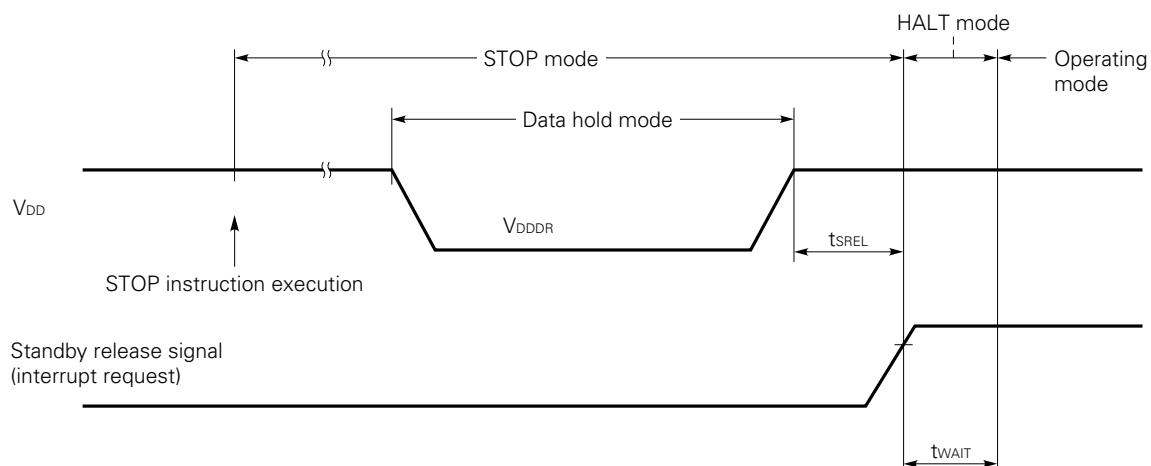 HALT mode
STOP mode
Operating
mode
Data hold mode
VDD
VDDDR
tSREL
STOP instruction execution
Standby release signal
(interrupt request)
tWAIT